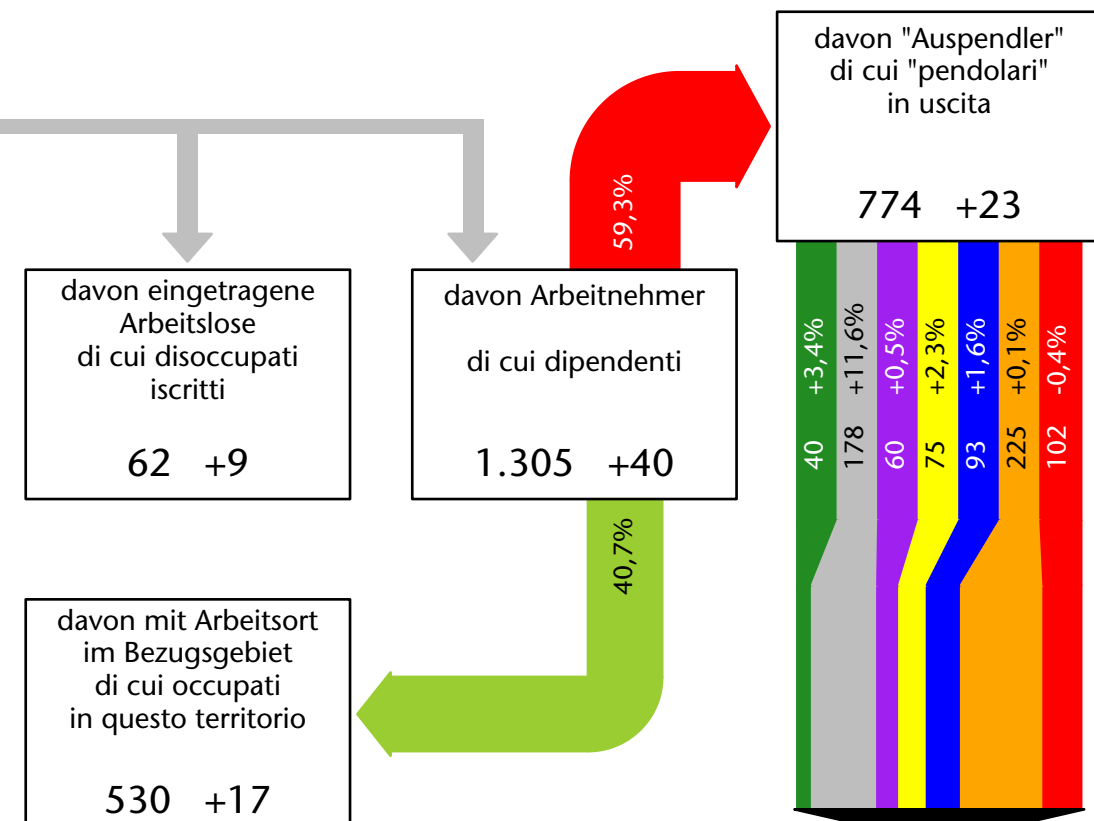 davon "Auspendler"
di cui "pendolari"
in uscita
774 +23
59,3%
davon eingetragene
Arbeitslose
di cui disoccupati
iscritti
62 +9
davon Arbeitnehmer
di cui dipendenti
1.305 +40
40 +3,4%
178 +11,6%
60 +0,5%
75 +2,3%
93 +1,6%
225 +0,1%
102 -0,4%
40,7%
davon mit Arbeitsort
im Bezugsgebiet
di cui occupati
in questo territorio
530 +17